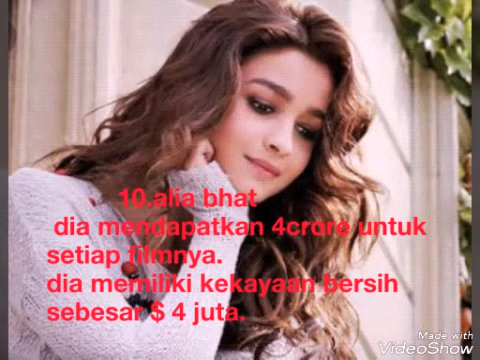 10.alia bhat
dia mendapatkan 4crore untuk
setiap filmnya.
dia memiliki kekayaan bersih
sebesar $ 4 juta.
Made with
VideoShow